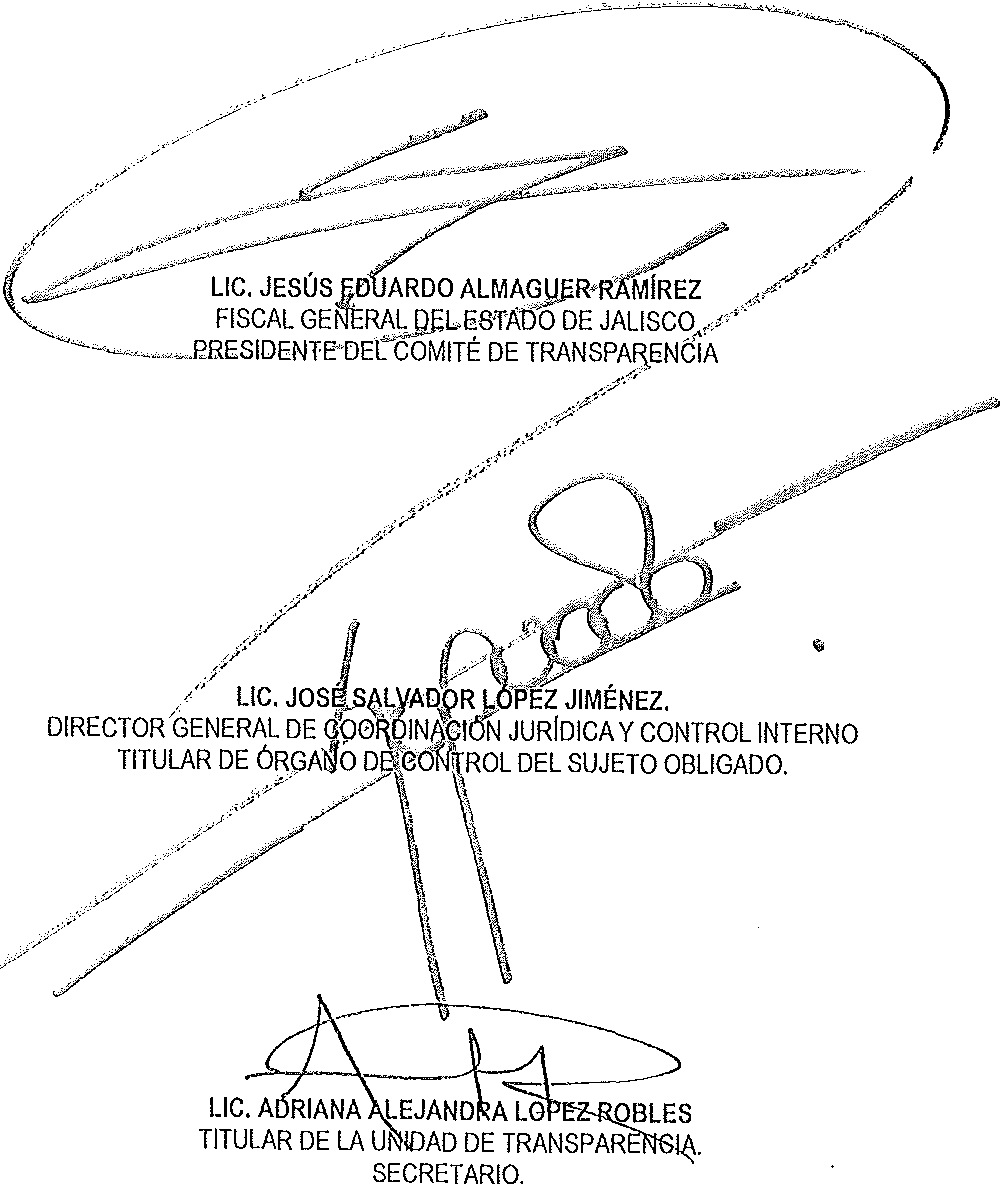 LIC. JESÚS EDUARDO ALMAGUER RAMÍREZ
FISCAL GENERAL DEL ESTADO DE JALISCO
PRESIDENTE DEL COMITÉ DE TRANSPARENCIA
LIC. JOSÉ SALVADOR LÓPEZ JIMÉNEZ.
DIRECTOR GENERAL DE COORDINACIÓN JURÍDICA Y CONTROL INTERNO
TITULAR DE ÓRGANO DE CONTROL DEL SUJETO OBLIGADO.
LIC. ADRIANA ALEJANDRA LOPEZ ROBLES
TITULAR DE LA UNIDAD DE TRANSPARENCIA.
SECRETARIO.